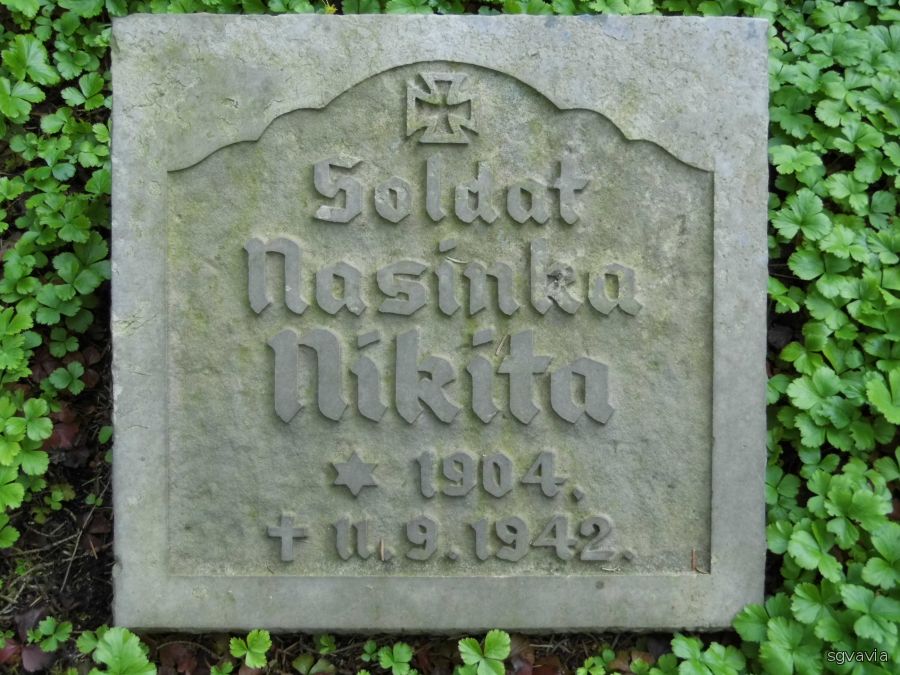 Soldat
Nasinka
Nikita
* 1904.
† 11.9.1942.
sgvavia